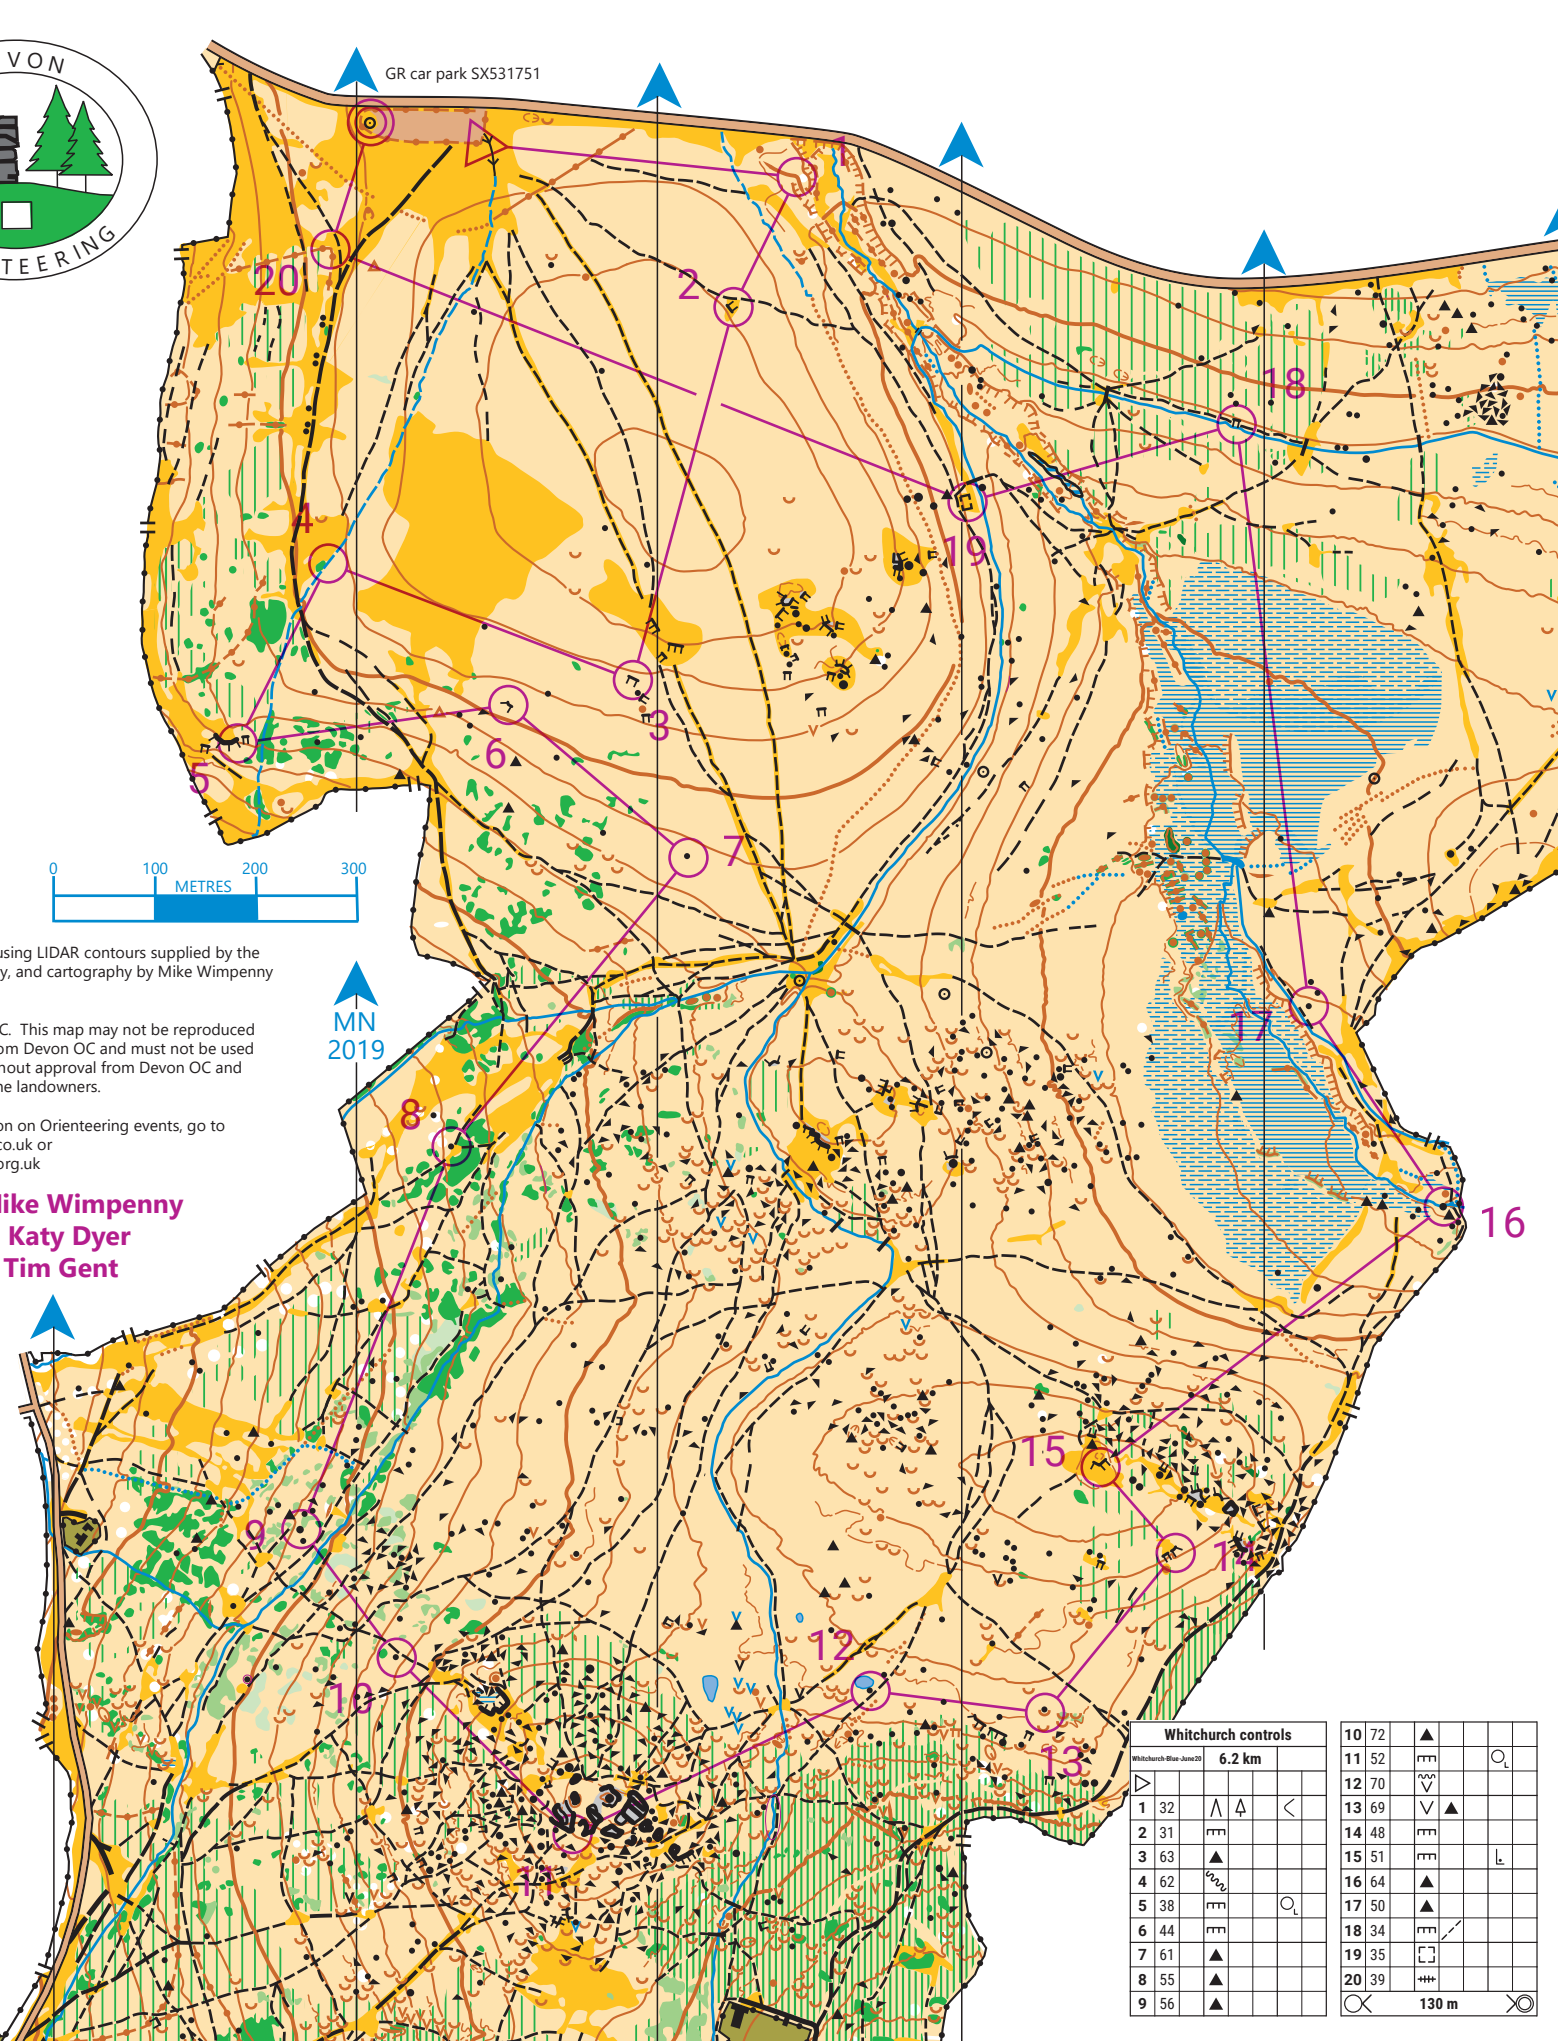 VON
TEERING
GR car park SX531751
1
2
20
18
4
19
3
6
5
7
0 100 200 300
METRES
using LIDAR contours supplied by the
y, and cartography by Mike Wimpenny
C. This map may not be reproduced
om Devon OC and must not be used
hout approval from Devon OC and
ne landowners.
on on Orienteering events, go to
co.uk or
org.uk
MN
2019
17
8
Mike Wimpenny
Katy Dyer
Tim Gent
16
15
9
14
12
10
13
11
Whitchurch controls
Whitchurch-Blue-June20 6.2 km
1 32
2 31
3 63
4 62
5 38
6 44
7 61
8 55
9 56
10 72
11 52
12 70
13 69
14 48
15 51
16 64
17 50
18 34
19 35
20 39
130 m